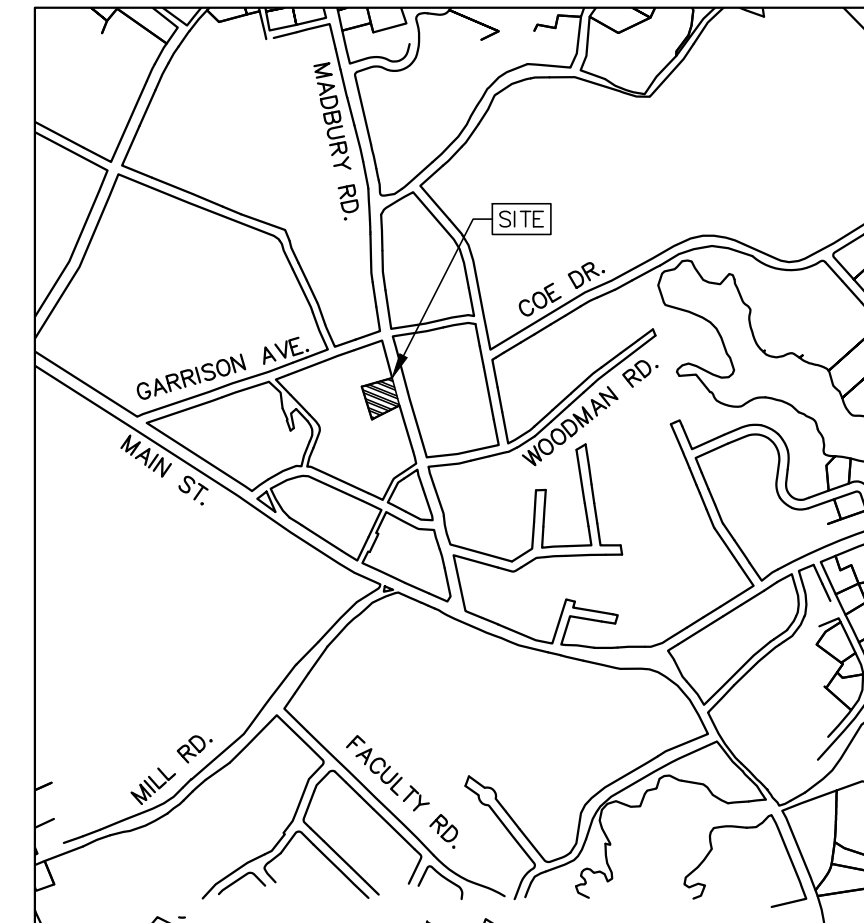 MADBURY RD.
SITE
COE DR.
GARRISON AVE.
WOODMAN RD.
MAIN ST.
MILL RD.
FACULTY RD.